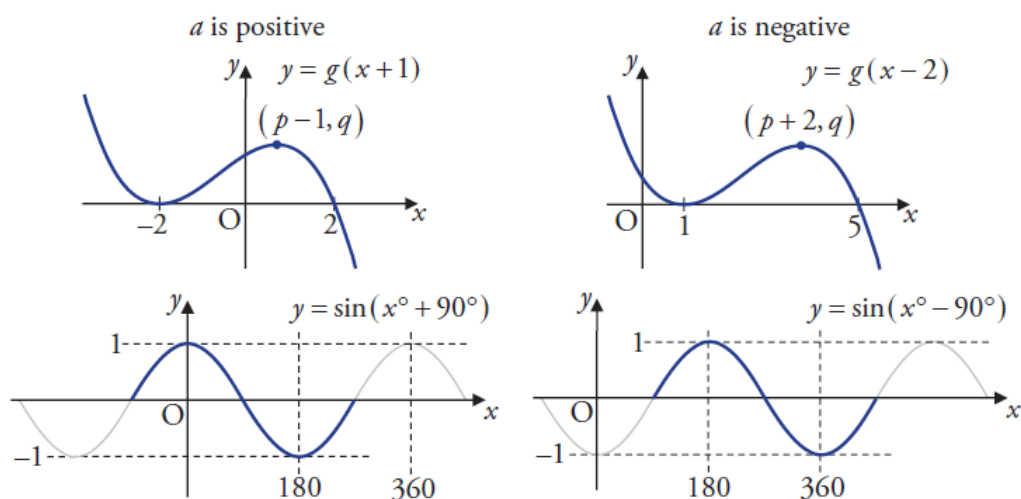 a is positive
a is negative
y
y = g(x+1)
(p−1, q)
−2
O
2
x
y
y = g(x−2)
(p+2, q)
O
1
5
x
y
y = sin(x°+90°)
1
O
x
−1
180
360
y
y = sin(x°−90°)
1
O
x
−1
180
360